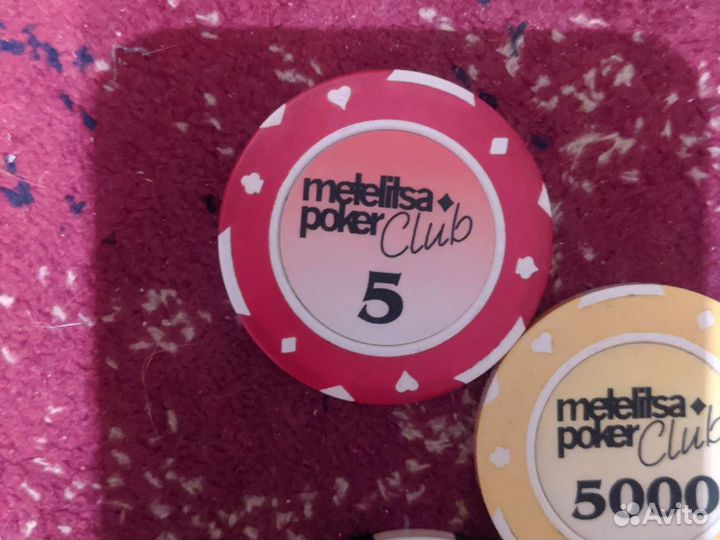 metelitsa
poker Club
5
metelitsa
poker Club
5000
Avito